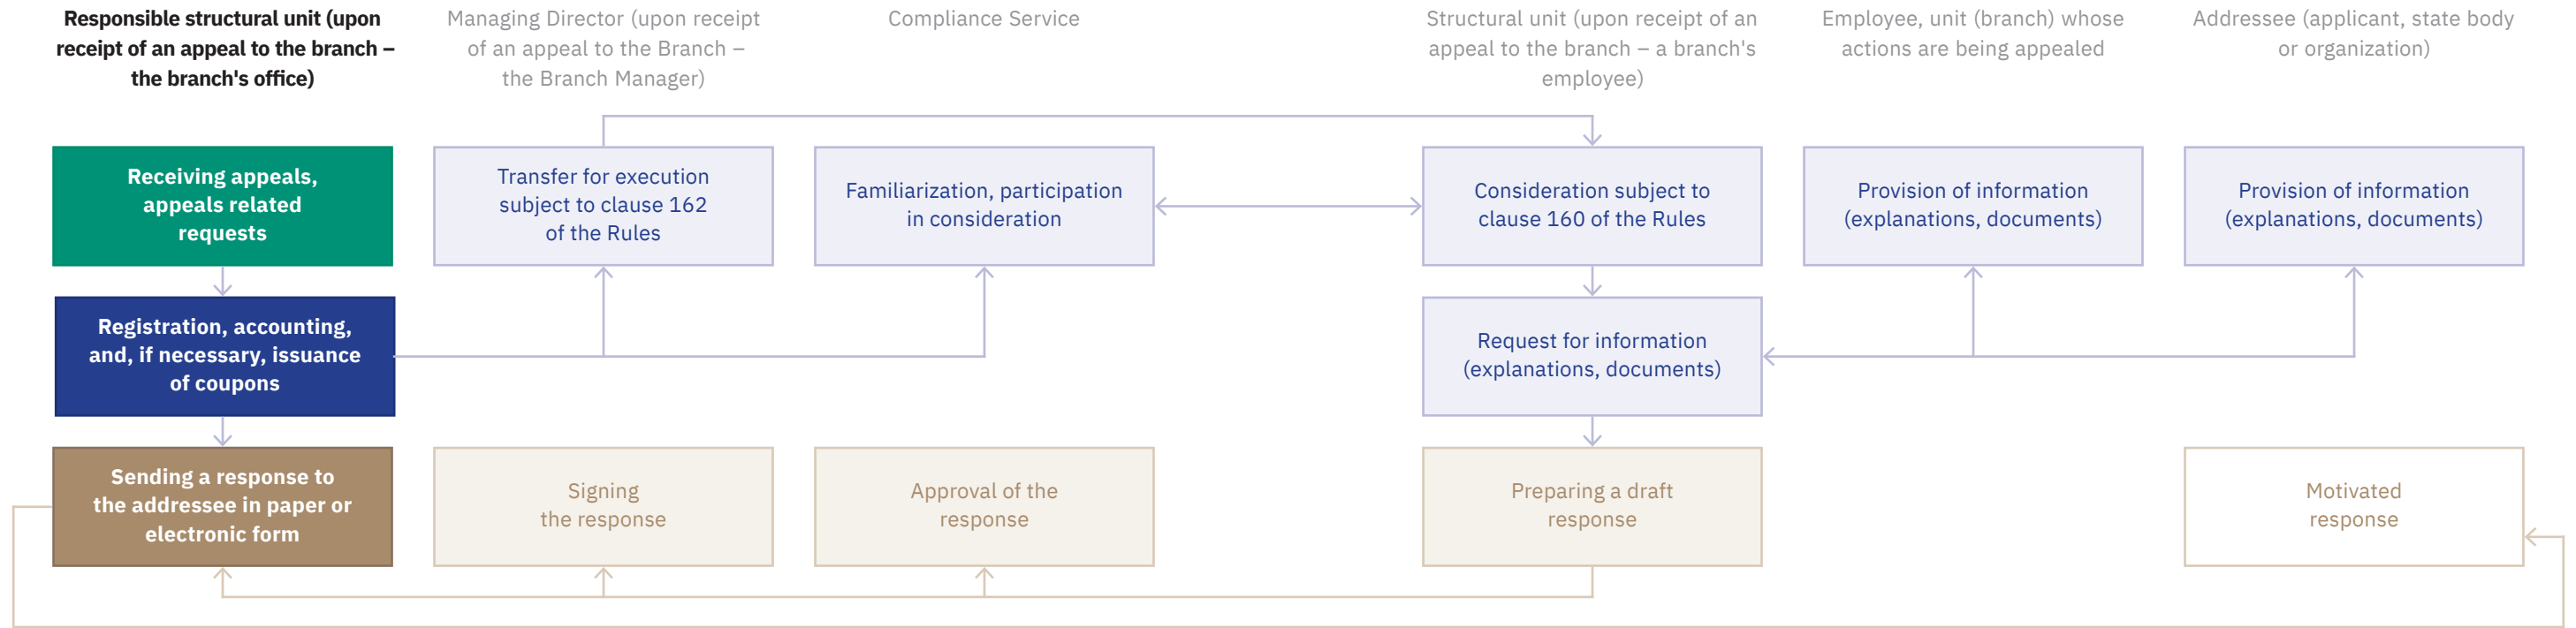 Responsible structural unit (upon
receipt of an appeal to the branch –
the branch's office)
Managing Director (upon receipt
of an appeal to the Branch –
the Branch Manager)
Compliance Service
Structural unit (upon receipt of an
appeal to the branch – a branch's
employee)
Employee, unit (branch) whose
actions are being appealed
Addressee (applicant, state body
or organization)
Receiving appeals,
appeals related
requests
Transfer for execution
subject to clause 162
of the Rules
Familiarization, participation
in consideration
Consideration subject to
clause 160 of the Rules
Provision of information
(explanations, documents)
Provision of information
(explanations, documents)
Registration, accounting,
and, if necessary, issuance
of coupons
Request for information
(explanations, documents)
Sending a response to
the addressee in paper or
electronic form
Signing
the response
Approval of the
response
Preparing a draft
response
Motivated
response